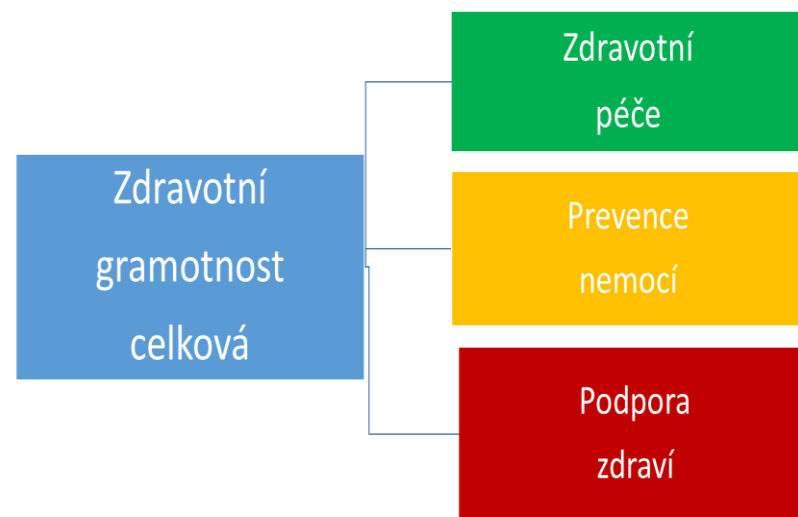 Zdravotní
gramotnost
celková
Zdravotní
péče
Prevence
nemocí
Podpora
zdraví